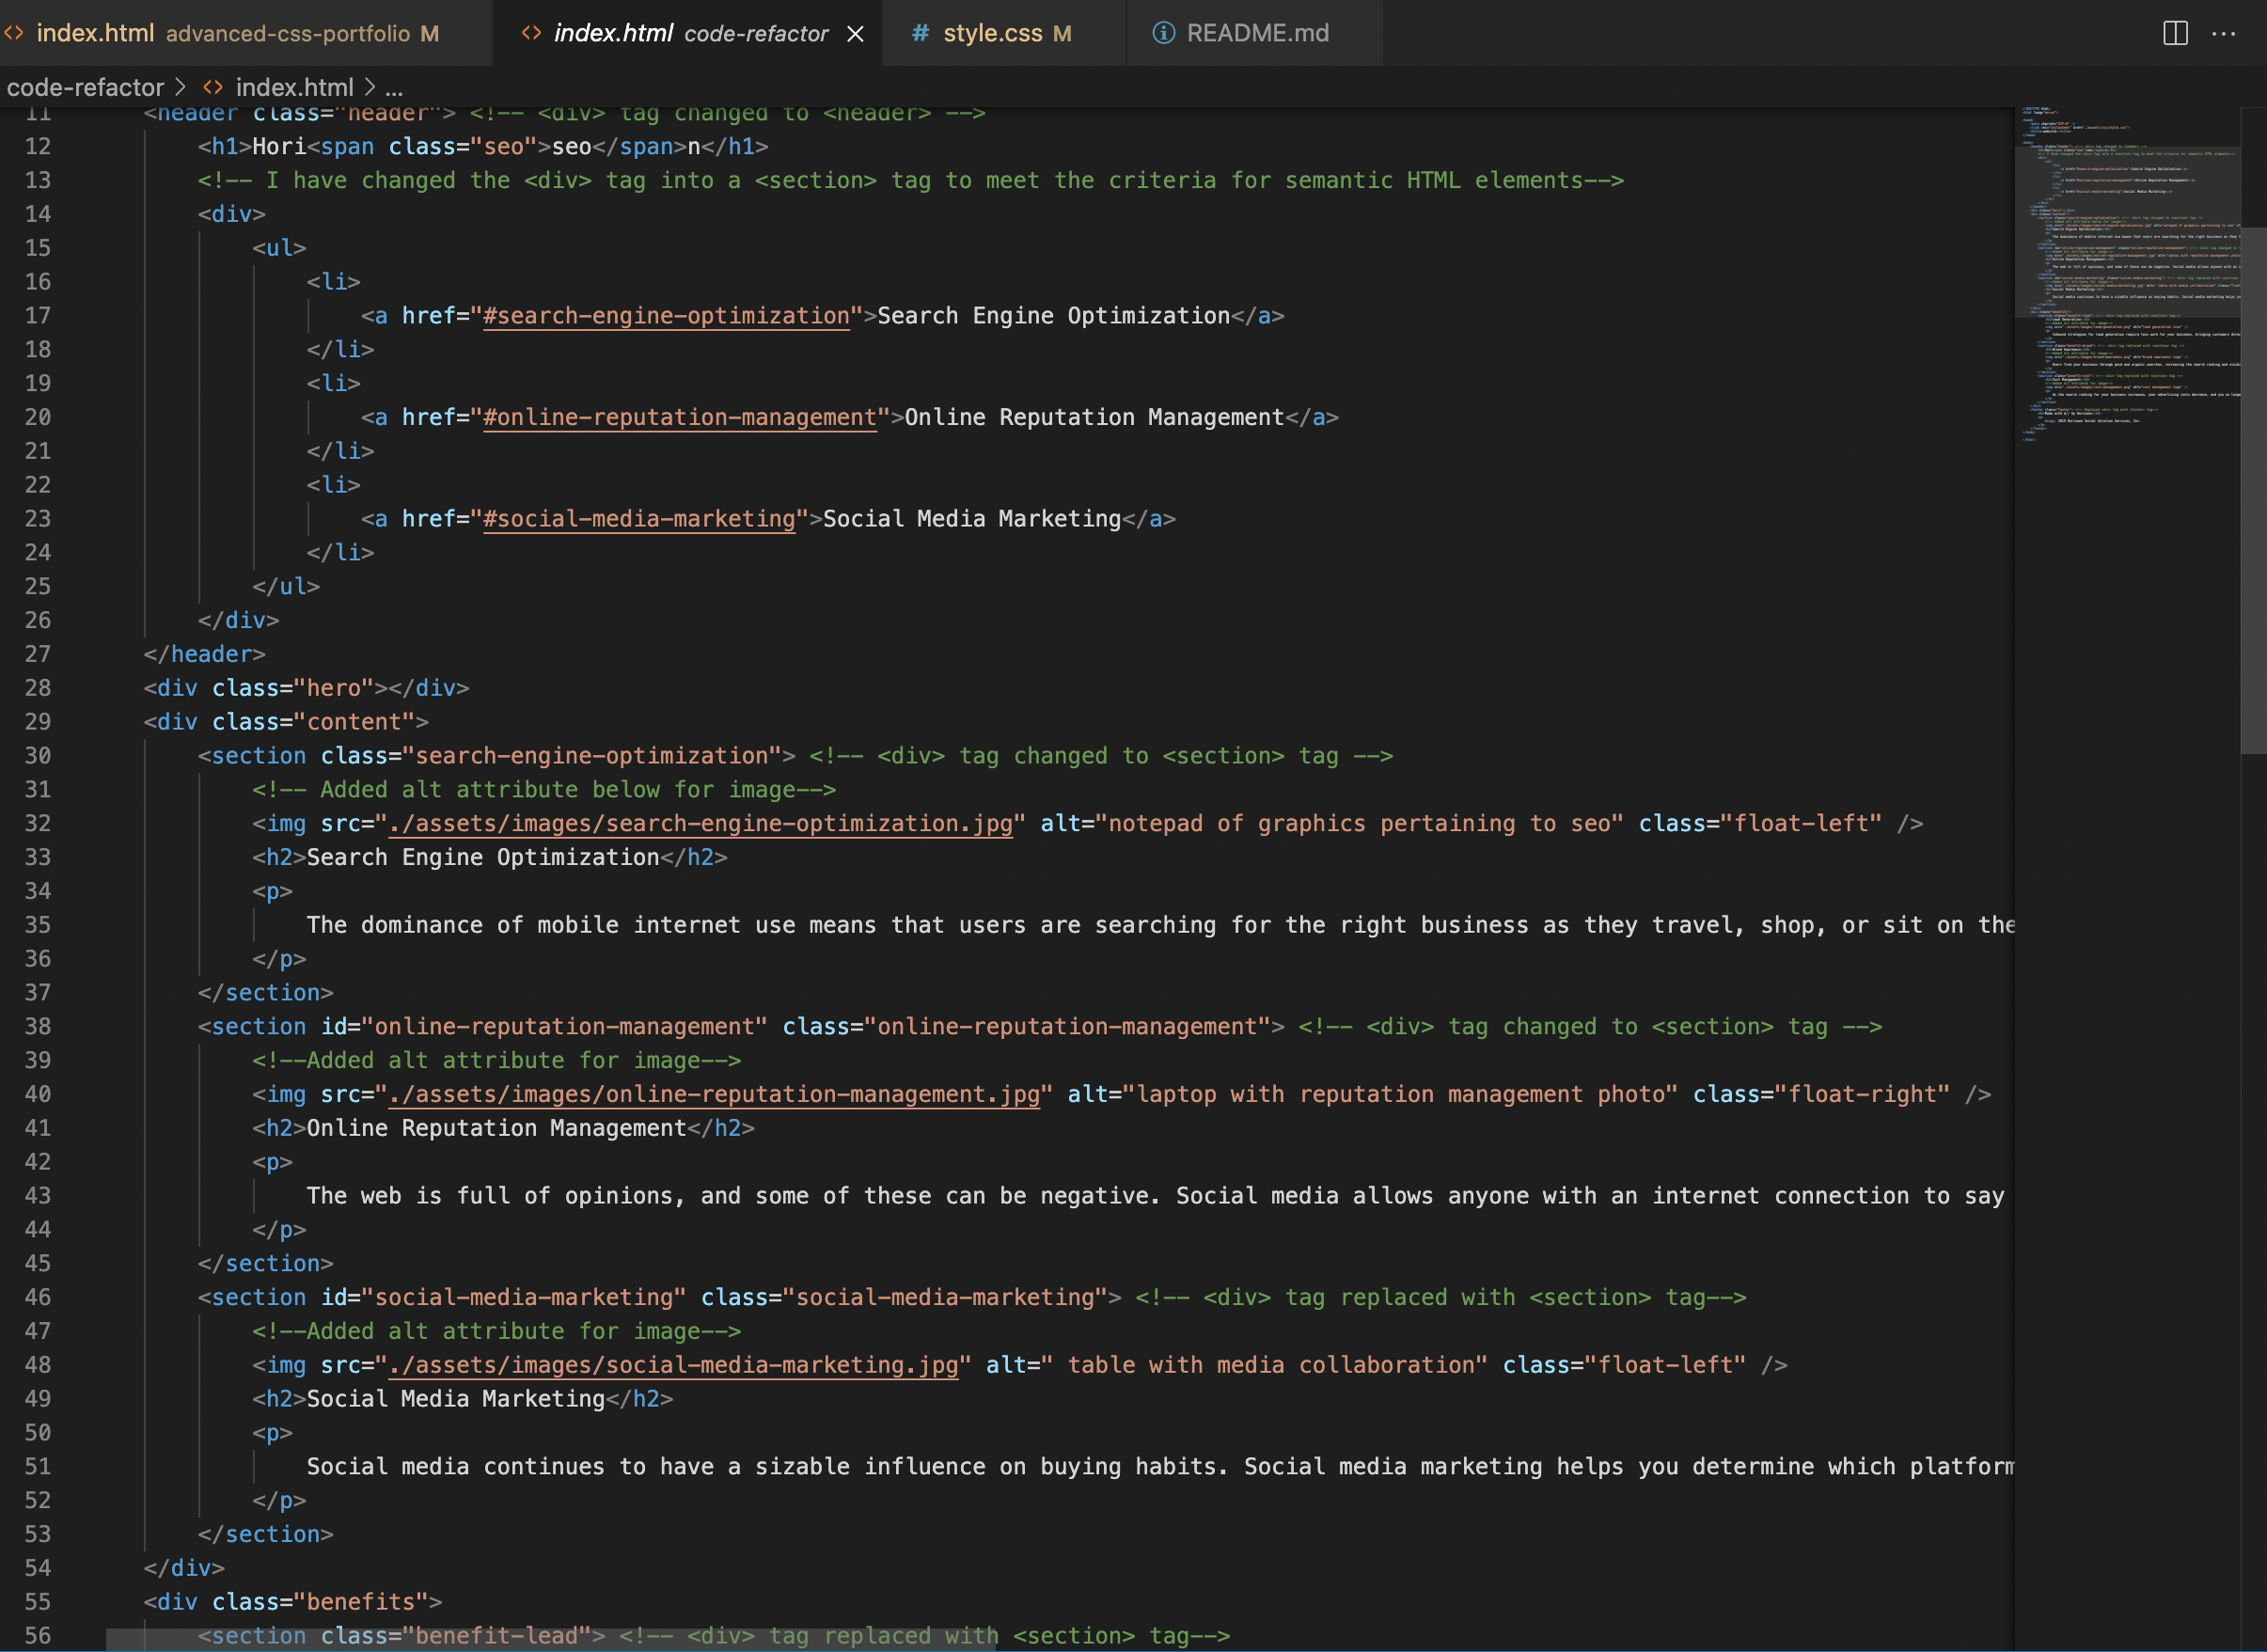 index.html advanced-css-portfolio M
index.html code-refactor
# style.css M
README.md
code-refactor > index.html > ...
11 <header class="header"> <!-- <div> tag changed to <header> -->
12 <h1>Hori<span class="seo">seo</span>n</h1>
13 <!-- I have changed the <div> tag into a <section> tag to meet the criteria for semantic HTML elements-->
14 <div>
15 <ul>
16 <li>
17 <a href="#search-engine-optimization">Search Engine Optimization</a>
18 </li>
19 <li>
20 <a href="#online-reputation-management">Online Reputation Management</a>
21 </li>
22 <li>
23 <a href="#social-media-marketing">Social Media Marketing</a>
24 </li>
25 </ul>
26 </div>
27 </header>
28 <div class="hero"></div>
29 <div class="content">
30 <section class="search-engine-optimization"> <!-- <div> tag changed to <section> tag -->
31 <!-- Added alt attribute below for image-->
32 <img src="./assets/images/search-engine-optimization.jpg" alt="notepad of graphics pertaining to seo" class="float-left" />
33 <h2>Search Engine Optimization</h2>
34 <p>
35 The dominance of mobile internet use means that users are searching for the right business as they travel, shop, or sit on the
36 </p>
37 </section>
38 <section id="online-reputation-management" class="online-reputation-management"> <!-- <div> tag changed to <section> tag -->
39 <!--Added alt attribute for image-->
40 <img src="./assets/images/online-reputation-management.jpg" alt="laptop with reputation management photo" class="float-right" />
41 <h2>Online Reputation Management</h2>
42 <p>
43 The web is full of opinions, and some of these can be negative. Social media allows anyone with an internet connection to say
44 </p>
45 </section>
46 <section id="social-media-marketing" class="social-media-marketing"> <!-- <div> tag replaced with <section> tag-->
47 <!--Added alt attribute for image-->
48 <img src="./assets/images/social-media-marketing.jpg" alt=" table with media collaboration" class="float-left" />
49 <h2>Social Media Marketing</h2>
50 <p>
51 Social media continues to have a sizable influence on buying habits. Social media marketing helps you determine which platform
52 </p>
53 </section>
54 </div>
55 <div class="benefits">
56 <section class="benefit-lead"> <!-- <div> tag replaced with <section> tag-->